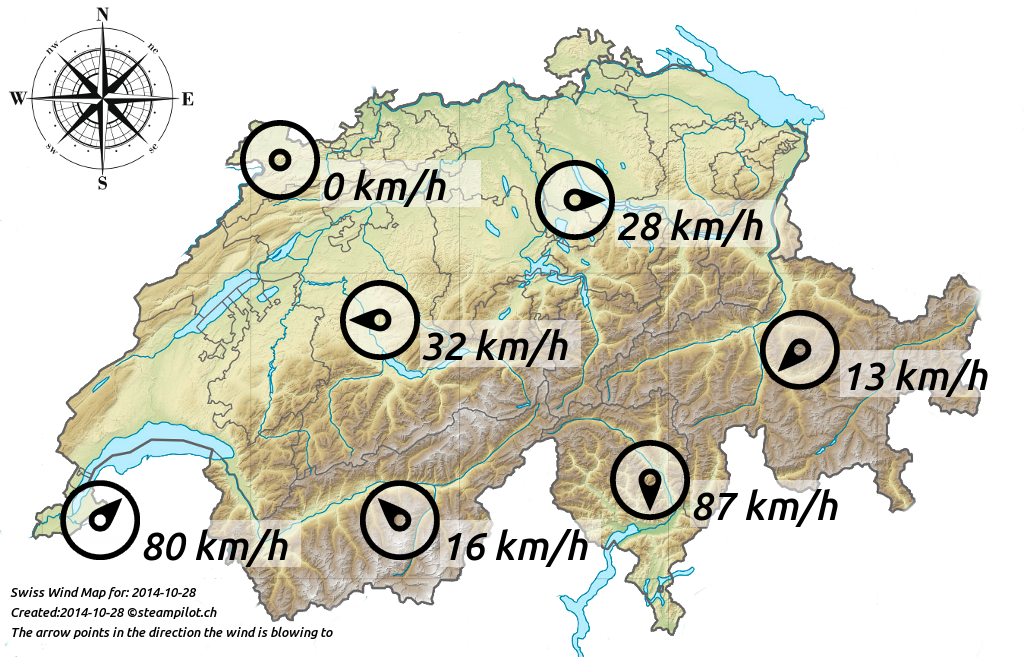 N
nw
ne
W
E
sw
se
S
0 km/h
28 km/h
32 km/h
13 km/h
87 km/h
80 km/h
16 km/h
Swiss Wind Map for: 2014-10-28
Created:2014-10-28 ©steampilot.ch
The arrow points in the direction the wind is blowing to